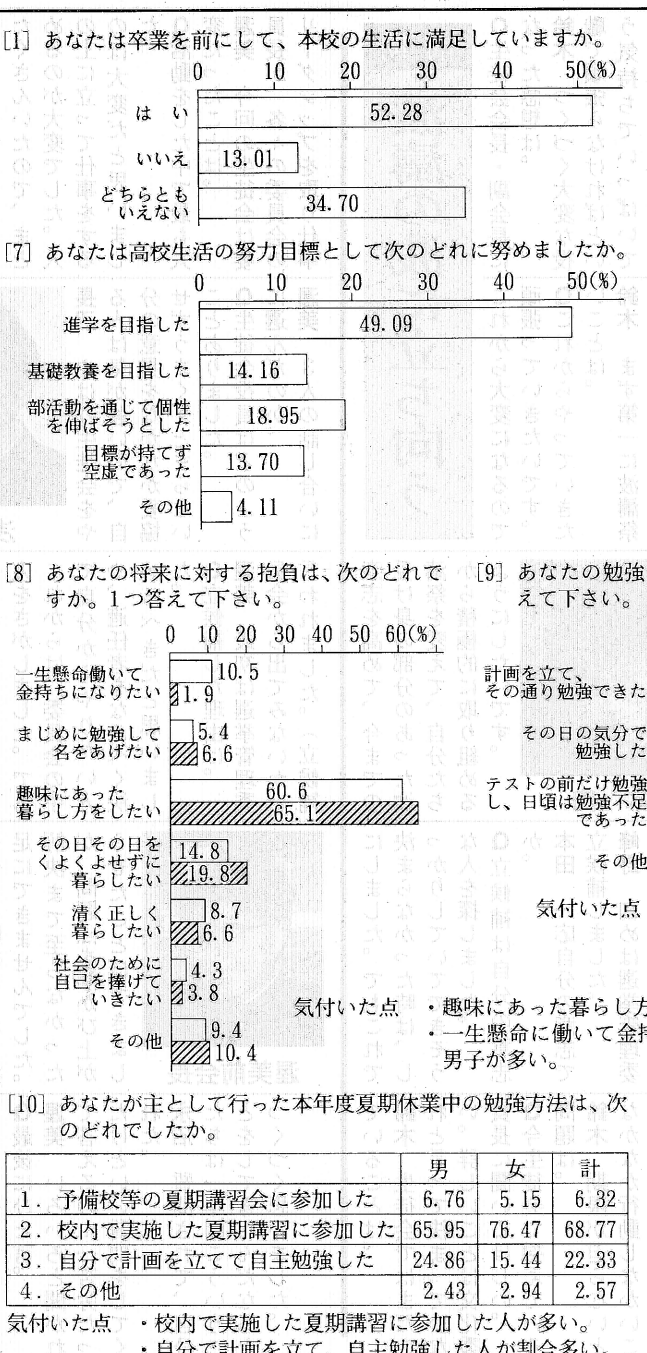 [1] あなたは卒業を前にして、本校の生活に満足していますか。
0 10 20 30 40 50(%)
はい 52.28
いいえ 13.01
どちらとも
いえない 34.70
[7] あなたは高校生活の努力目標として次のどれに努めましたか。
0 10 20 30 40 50(%)
進学を目指した 49.09
基礎教養を目指した 14.16
部活動を通じて個性
を伸ばそうとした 18.95
目標が持てず
空虚であった 13.70
その他 4.11
[8] あなたの将来に対する抱負は、次のどれで
すか。1つ答えて下さい。
0 10 20 30 40 50 60(%)
一生懸命働いて 10.5
金持ちになりたい 1.9
まじめに勉強して 5.4
名をあげたい 6.6
趣味にあった 60.6
暮らし方をしたい 65.1
その日その日を
くよくよせずに
暮らしたい
14.8
19.8
清く正しく 8.7
暮らしたい 6.6
社会のために
自己を捧げて
いきたい
4.3
3.8
その他 9.4
10.4
気付いた点 ・趣味にあった暮らし方
・一生懸命に働いて金持
男子が多い。
[9] あなたの勉強
えて下さい。
計画を立て、
その通り勉強できた
その日の気分で
勉強した
テストの前だけ勉強
し、日頃は勉強不足
であった
その他
気付いた点
[10] あなたが主として行った本年度夏期休業中の勉強方法は、次
のどれでしたか。
男 女 計
1. 予備校等の夏期講習会に参加した 6.76 5.15 6.32
2. 校内で実施した夏期講習に参加した 65.95 76.47 68.77
3. 自分で計画を立てて自主勉強した 24.86 15.44 22.33
4. その他 2.43 2.94 2.57
気付いた点 ・校内で実施した夏期講習に参加した人が多い。
・自分で計画を立て、自主勉強した人が割合多い。